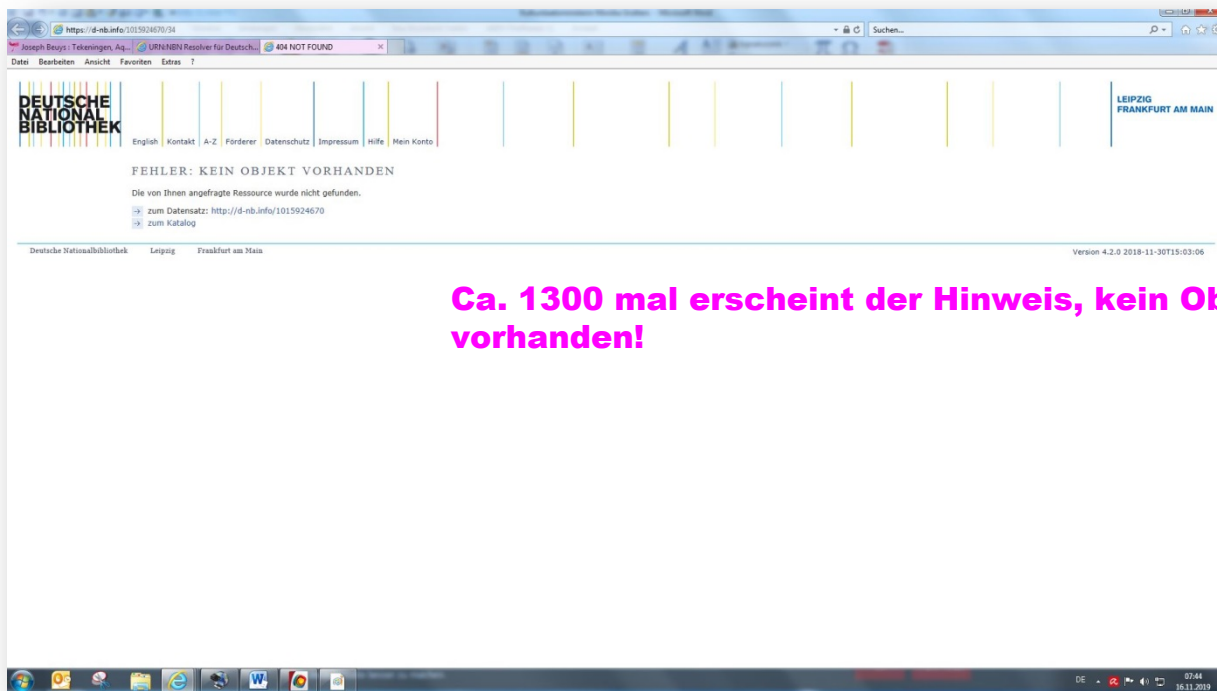 https://d-nb.info/1015924670/34
Suchen...
Joseph Beuys : Tekeningen, Aq... URN:NBN Resolver für Deutsch... 404 NOT FOUND
Datei Bearbeiten Ansicht Favoriten Extras ?
DEUTSCHE
NATIONAL
BIBLIOTHEK
LEIPZIG
FRANKFURT AM MAIN
English Kontakt A-Z Förderer Datenschutz Impressum Hilfe Mein Konto
FEHLER: KEIN OBJEKT VORHANDEN
Die von Ihnen angefragte Ressource wurde nicht gefunden.
zum Datensatz: http://d-nb.info/1015924670
zum Katalog
Deutsche Nationalbibliothek Leipzig Frankfurt am Main
Version 4.2.0 2018-11-30T15:03:06
Ca. 1300 mal erscheint der Hinweis, kein Ob
vorhanden!
DE
07:44
16.11.2019